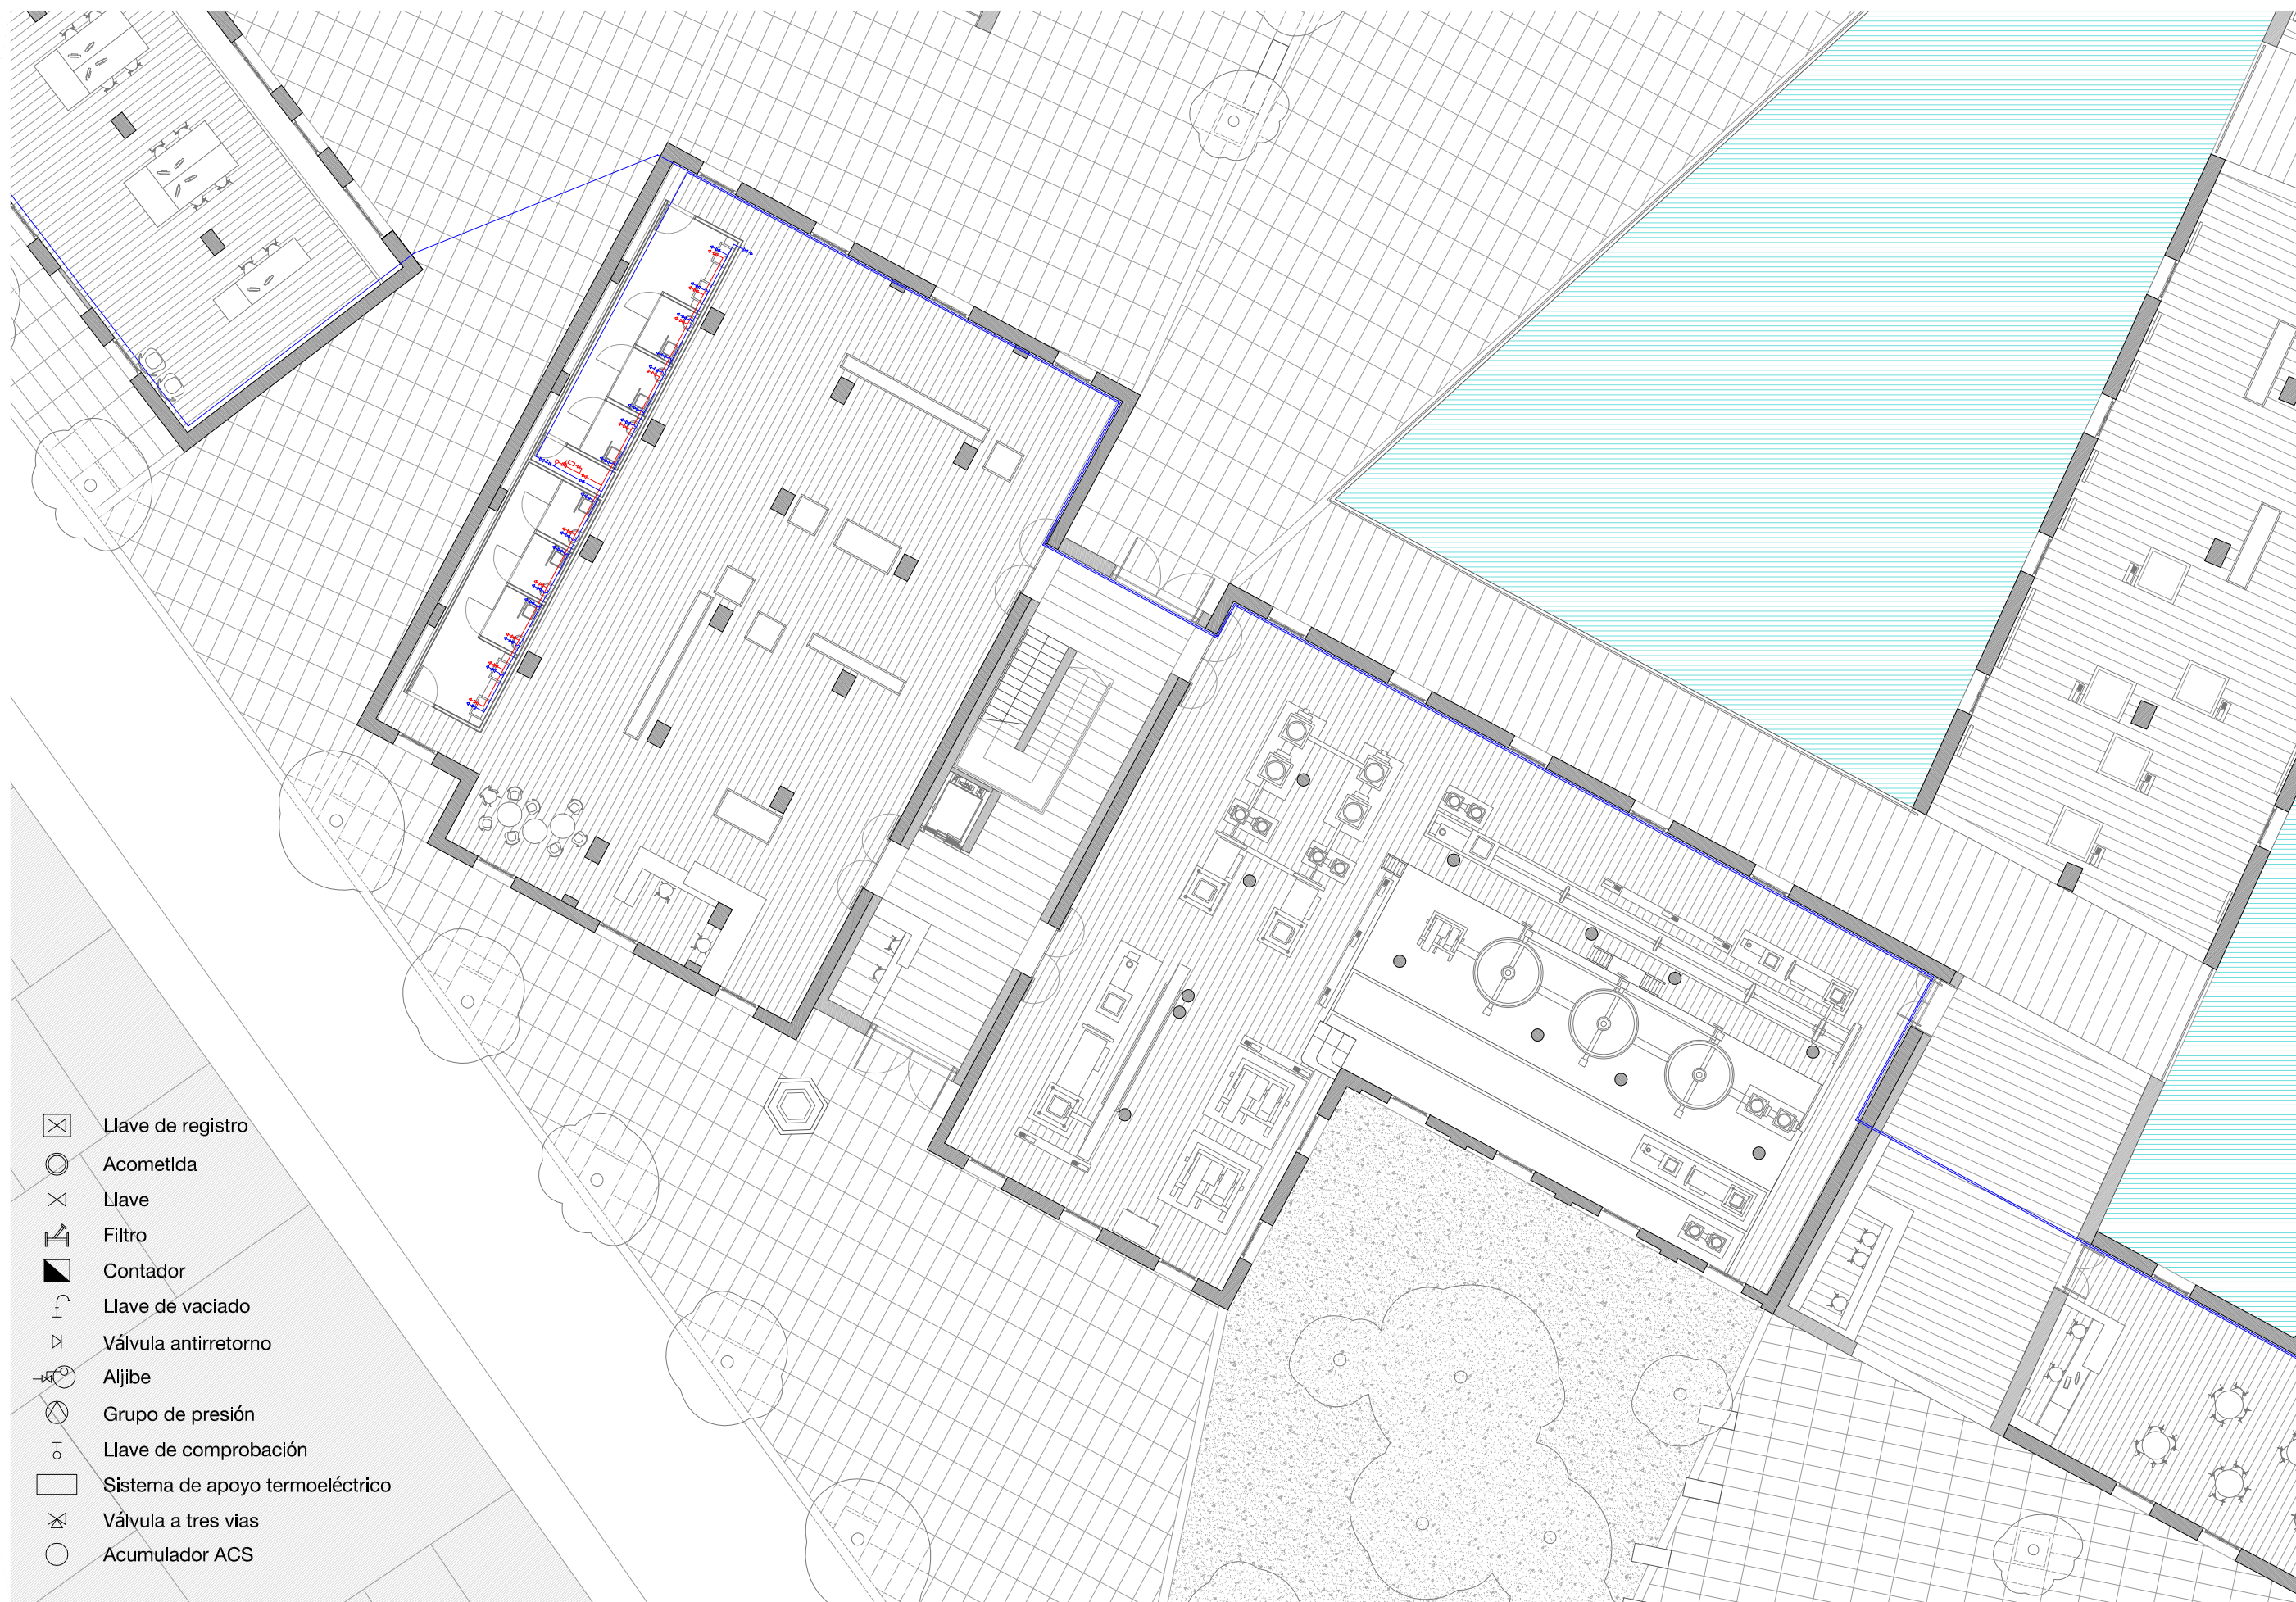 Llave de registro
Acometida
Llave
Filtro
Contador
Llave de vaciado
Válvula antirretorno
Aljibe
Grupo de presión
Llave de comprobación
Sistema de apoyo termoeléctrico
Válvula a tres vias
Acumulador ACS